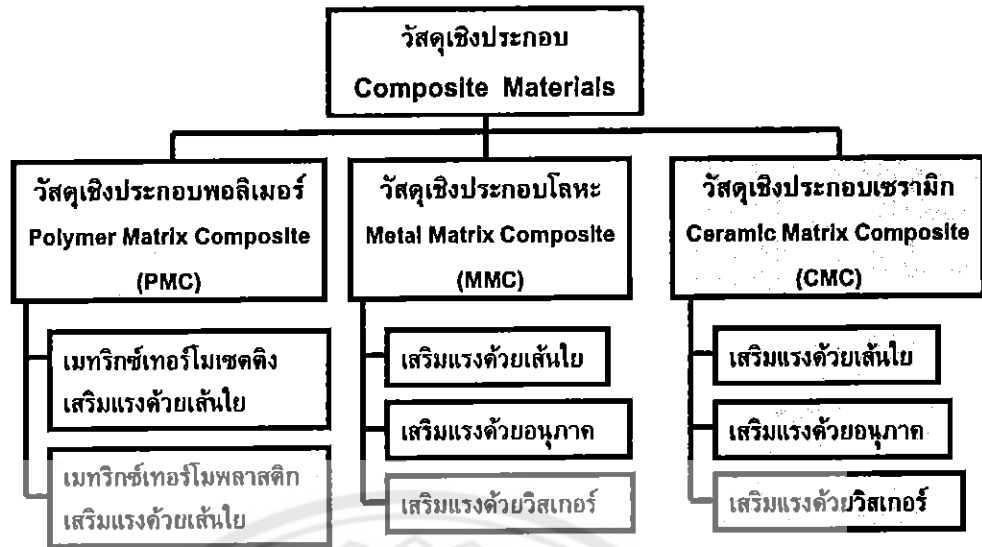 วัสดุเชิงประกอบ
Composite Materials
วัสดุเชิงประกอบพอลิเมอร์
Polymer Matrix Composite
(PMC)
เมทริกซ์เทอร์โมเซตติง
เสริมแรงด้วยเส้นใย
เมทริกซ์เทอร์โมพลาสติก
เสริมแรงด้วยเส้นใย
วัสดุเชิงประกอบโลหะ
Metal Matrix Composite
(MMC)
เสริมแรงด้วยเส้นใย
เสริมแรงด้วยอนุภาค
เสริมแรงด้วยวิสเกอร์
วัสดุเชิงประกอบเซรามิก
Ceramic Matrix Composite
(CMC)
เสริมแรงด้วยเส้นใย
เสริมแรงด้วยอนุภาค
เสริมแรงด้วยวิสเกอร์